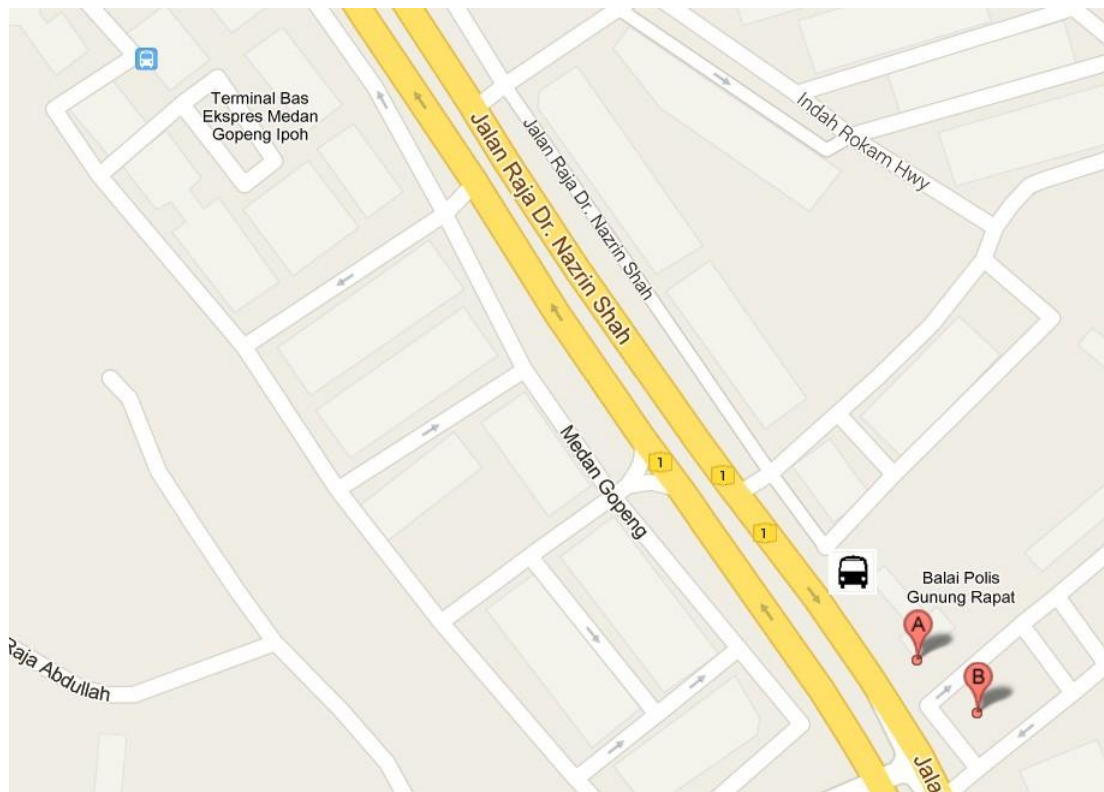 Terminal Bas
Ekspres Medan
Gopeng Ipoh
Jalan Raja Dr. Nazrin Shah
Jalan Raja Dr. Nazrin Shah
Indah Rokam Hwy
Medan Gopeng
1
1
1
Balai Polis
Gunung Rapat
A
B
Raja Abdullah
Jala